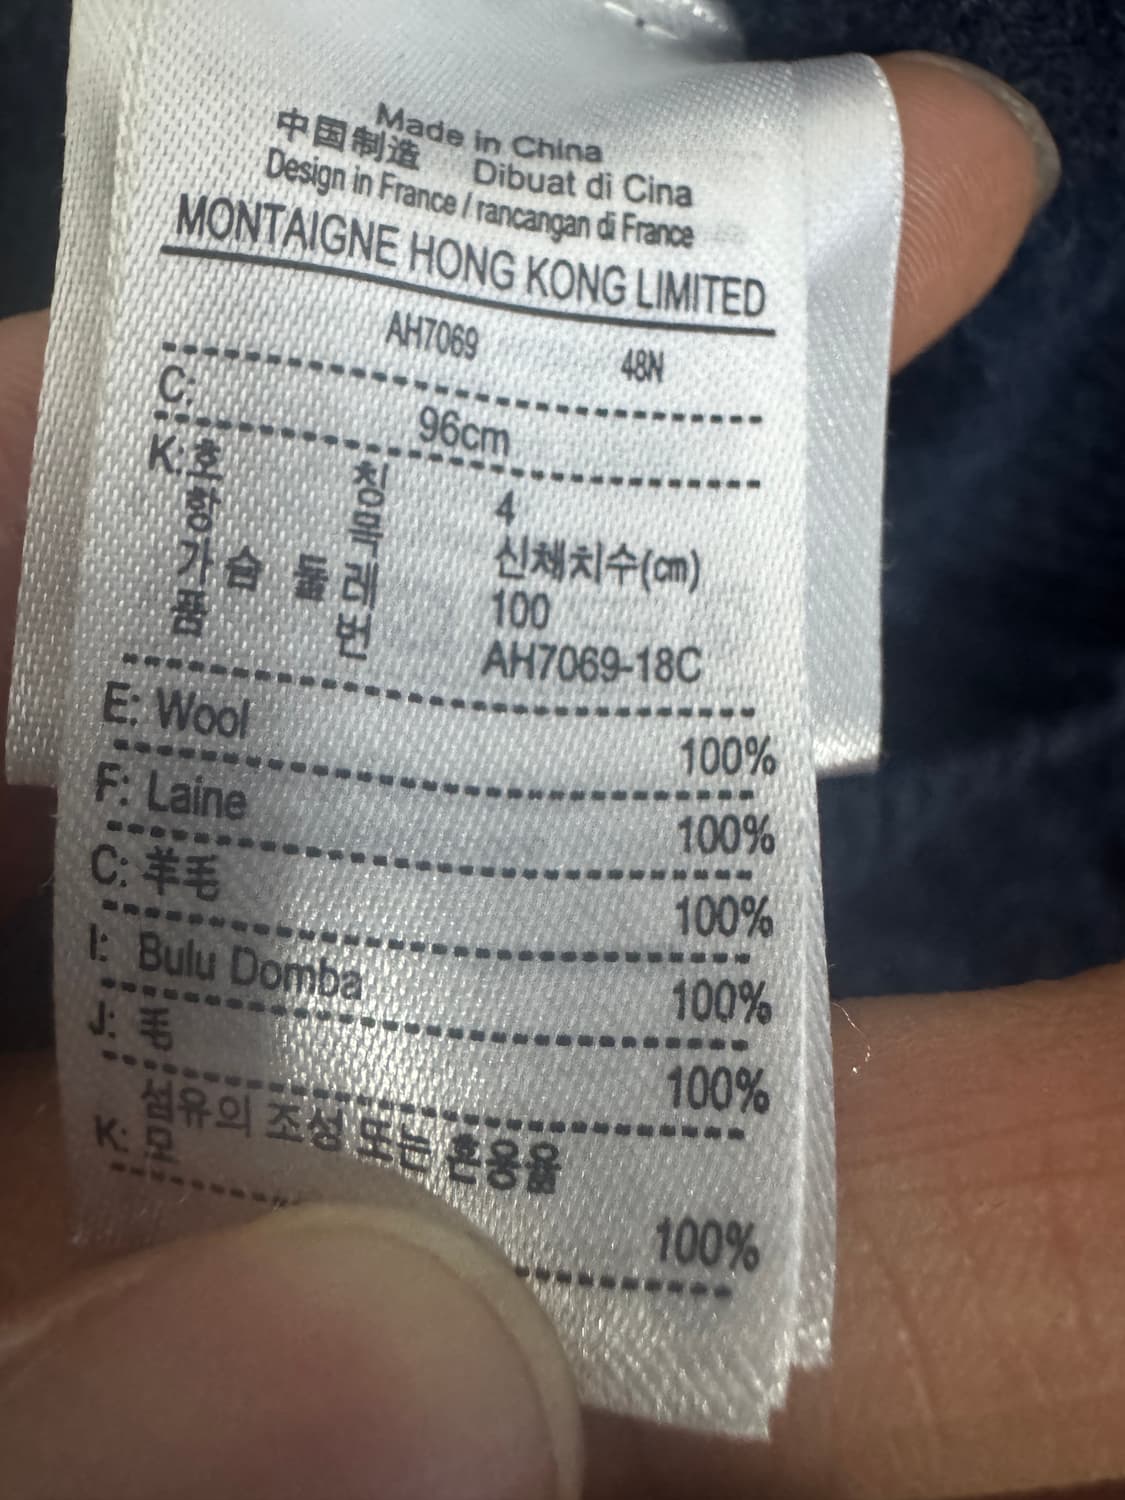 Made in China
中国制造 Dibuat di Cina
Design in France / rancangan di France
MONTAIGNE HONG KONG LIMITED
AH7069 48N
C: 96cm
K: 호칭 4
항목 신체치수(cm)
가슴둘레 100
품번 AH7069-18C
E: Wool 100%
F: Laine 100%
C: 羊毛 100%
I: Bulu Domba 100%
J: 毛 100%
K: 섬유의 조성 또는 혼용율
모 100%